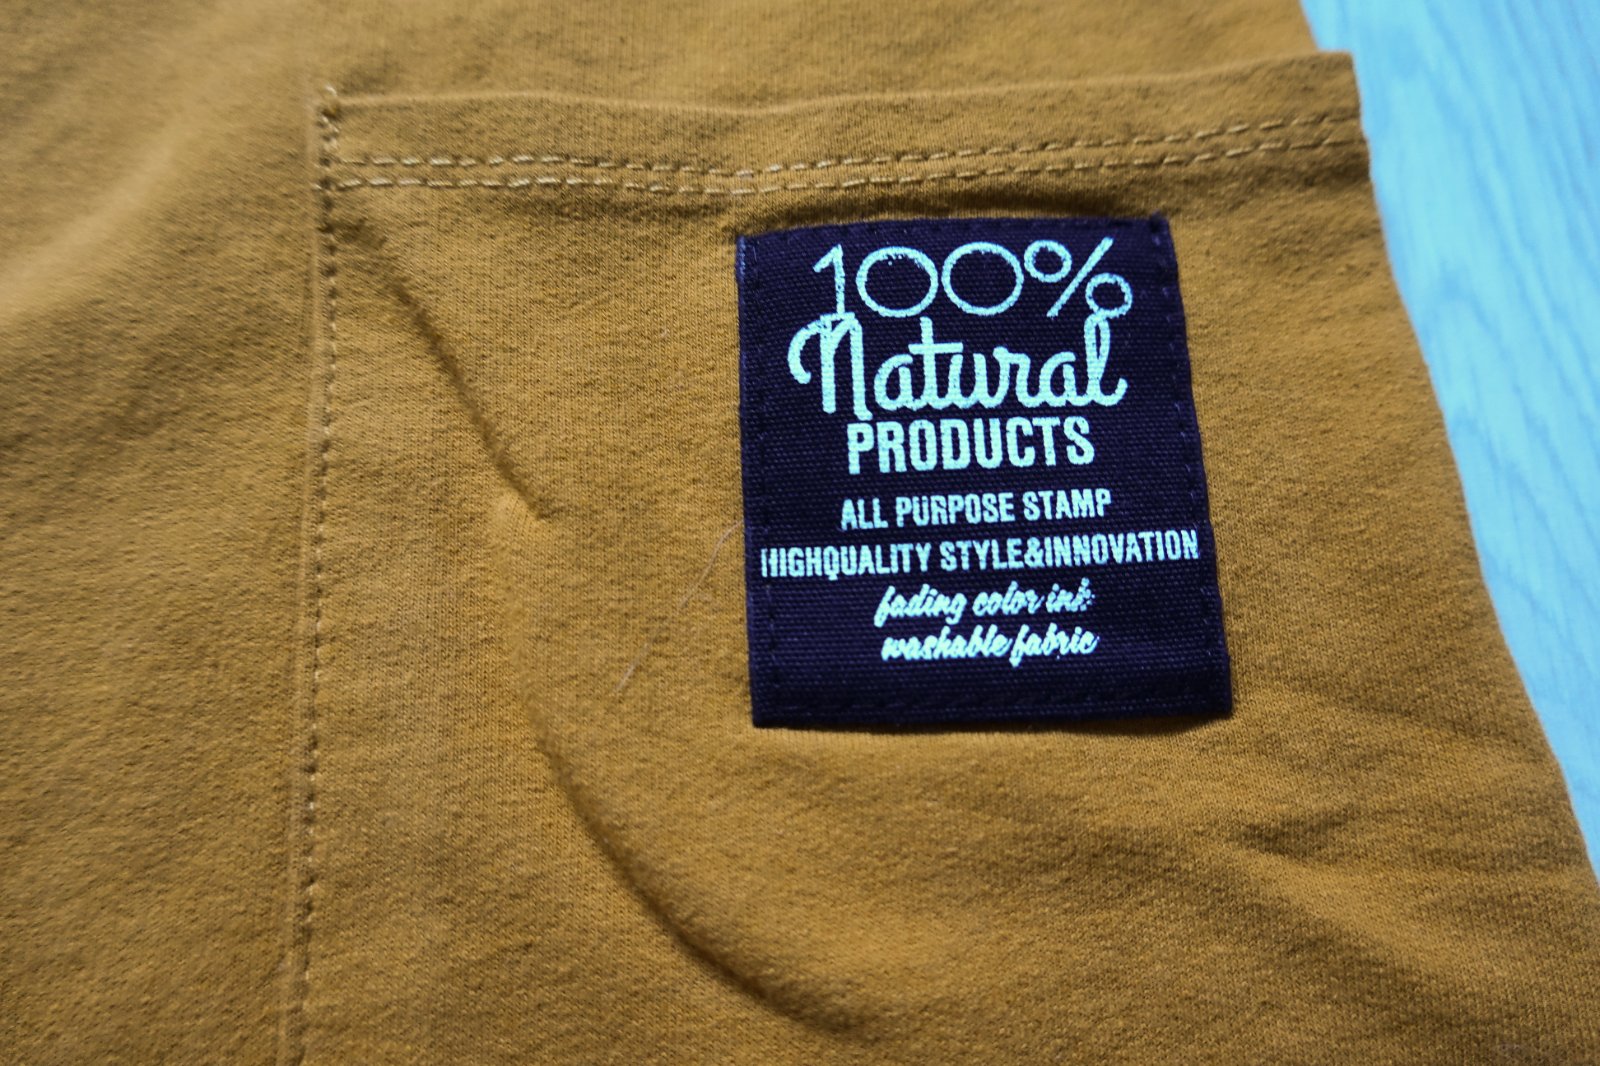 100%
Natural
PRODUCTS
ALL PURPOSE STAMP
HIGHQUALITY STYLE&INNOVATION
fading color ink
washable fabric